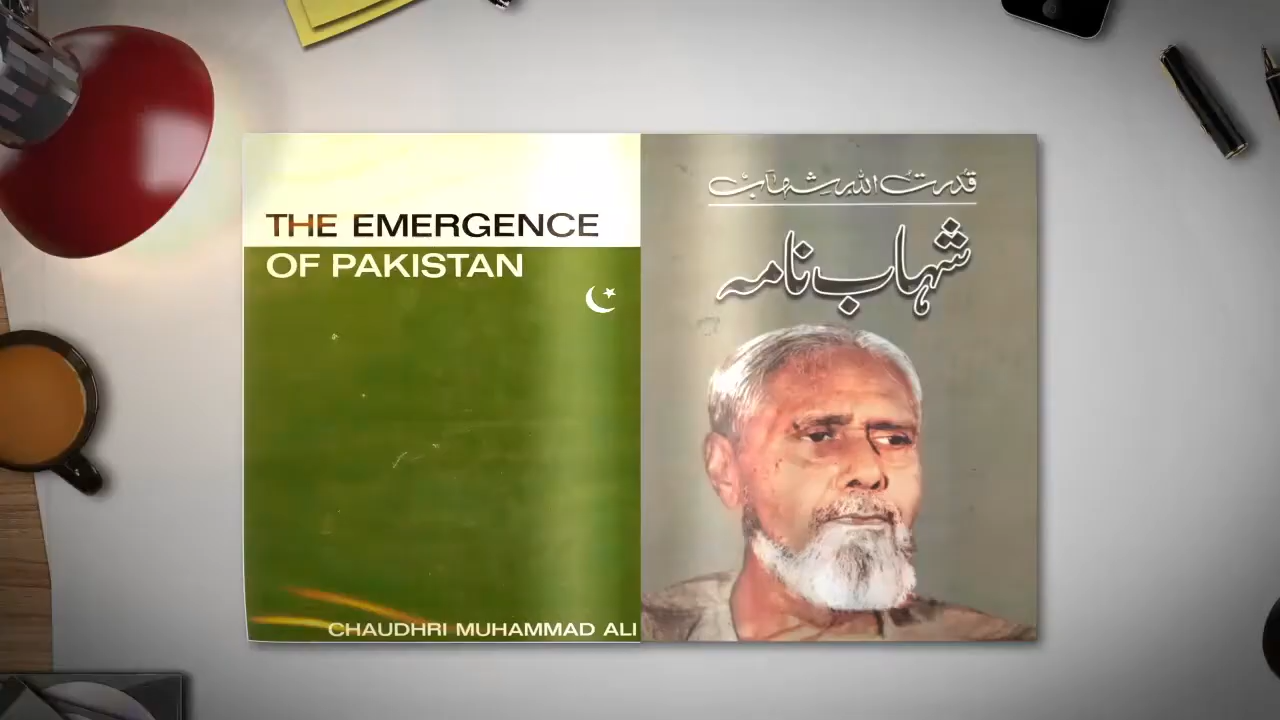 THE EMERGENCE
OF PAKISTAN
CHAUDHRI MUHAMMAD ALI
قدرت اللہ شہاب
شہاب نامہ